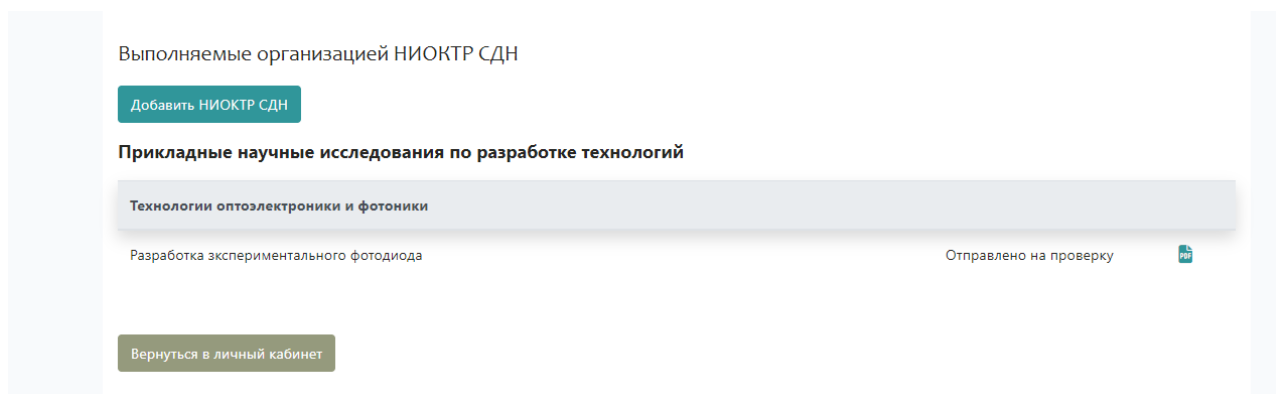 Выполняемые организацией НИОКТР СДН
Добавить НИОКТР СДН
Прикладные научные исследования по разработке технологий
Технологии оптоэлектроники и фотоники
Разработка экспериментального фотодиода Отправлено на проверку PDF
Вернуться в личный кабинет